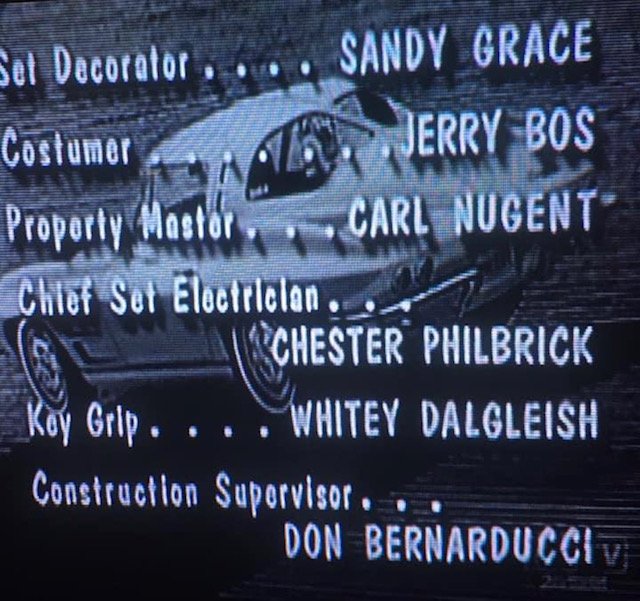 Set Decorator.... SANDY GRACE
Costumer.......JERRY BOS
Property Master...CARL NUGENT
Chief Set Electrician...
CHESTER PHILBRICK
Key Grip.... WHITEY DALGLEISH
Construction Supervisor...
DON BERNARDUCCI